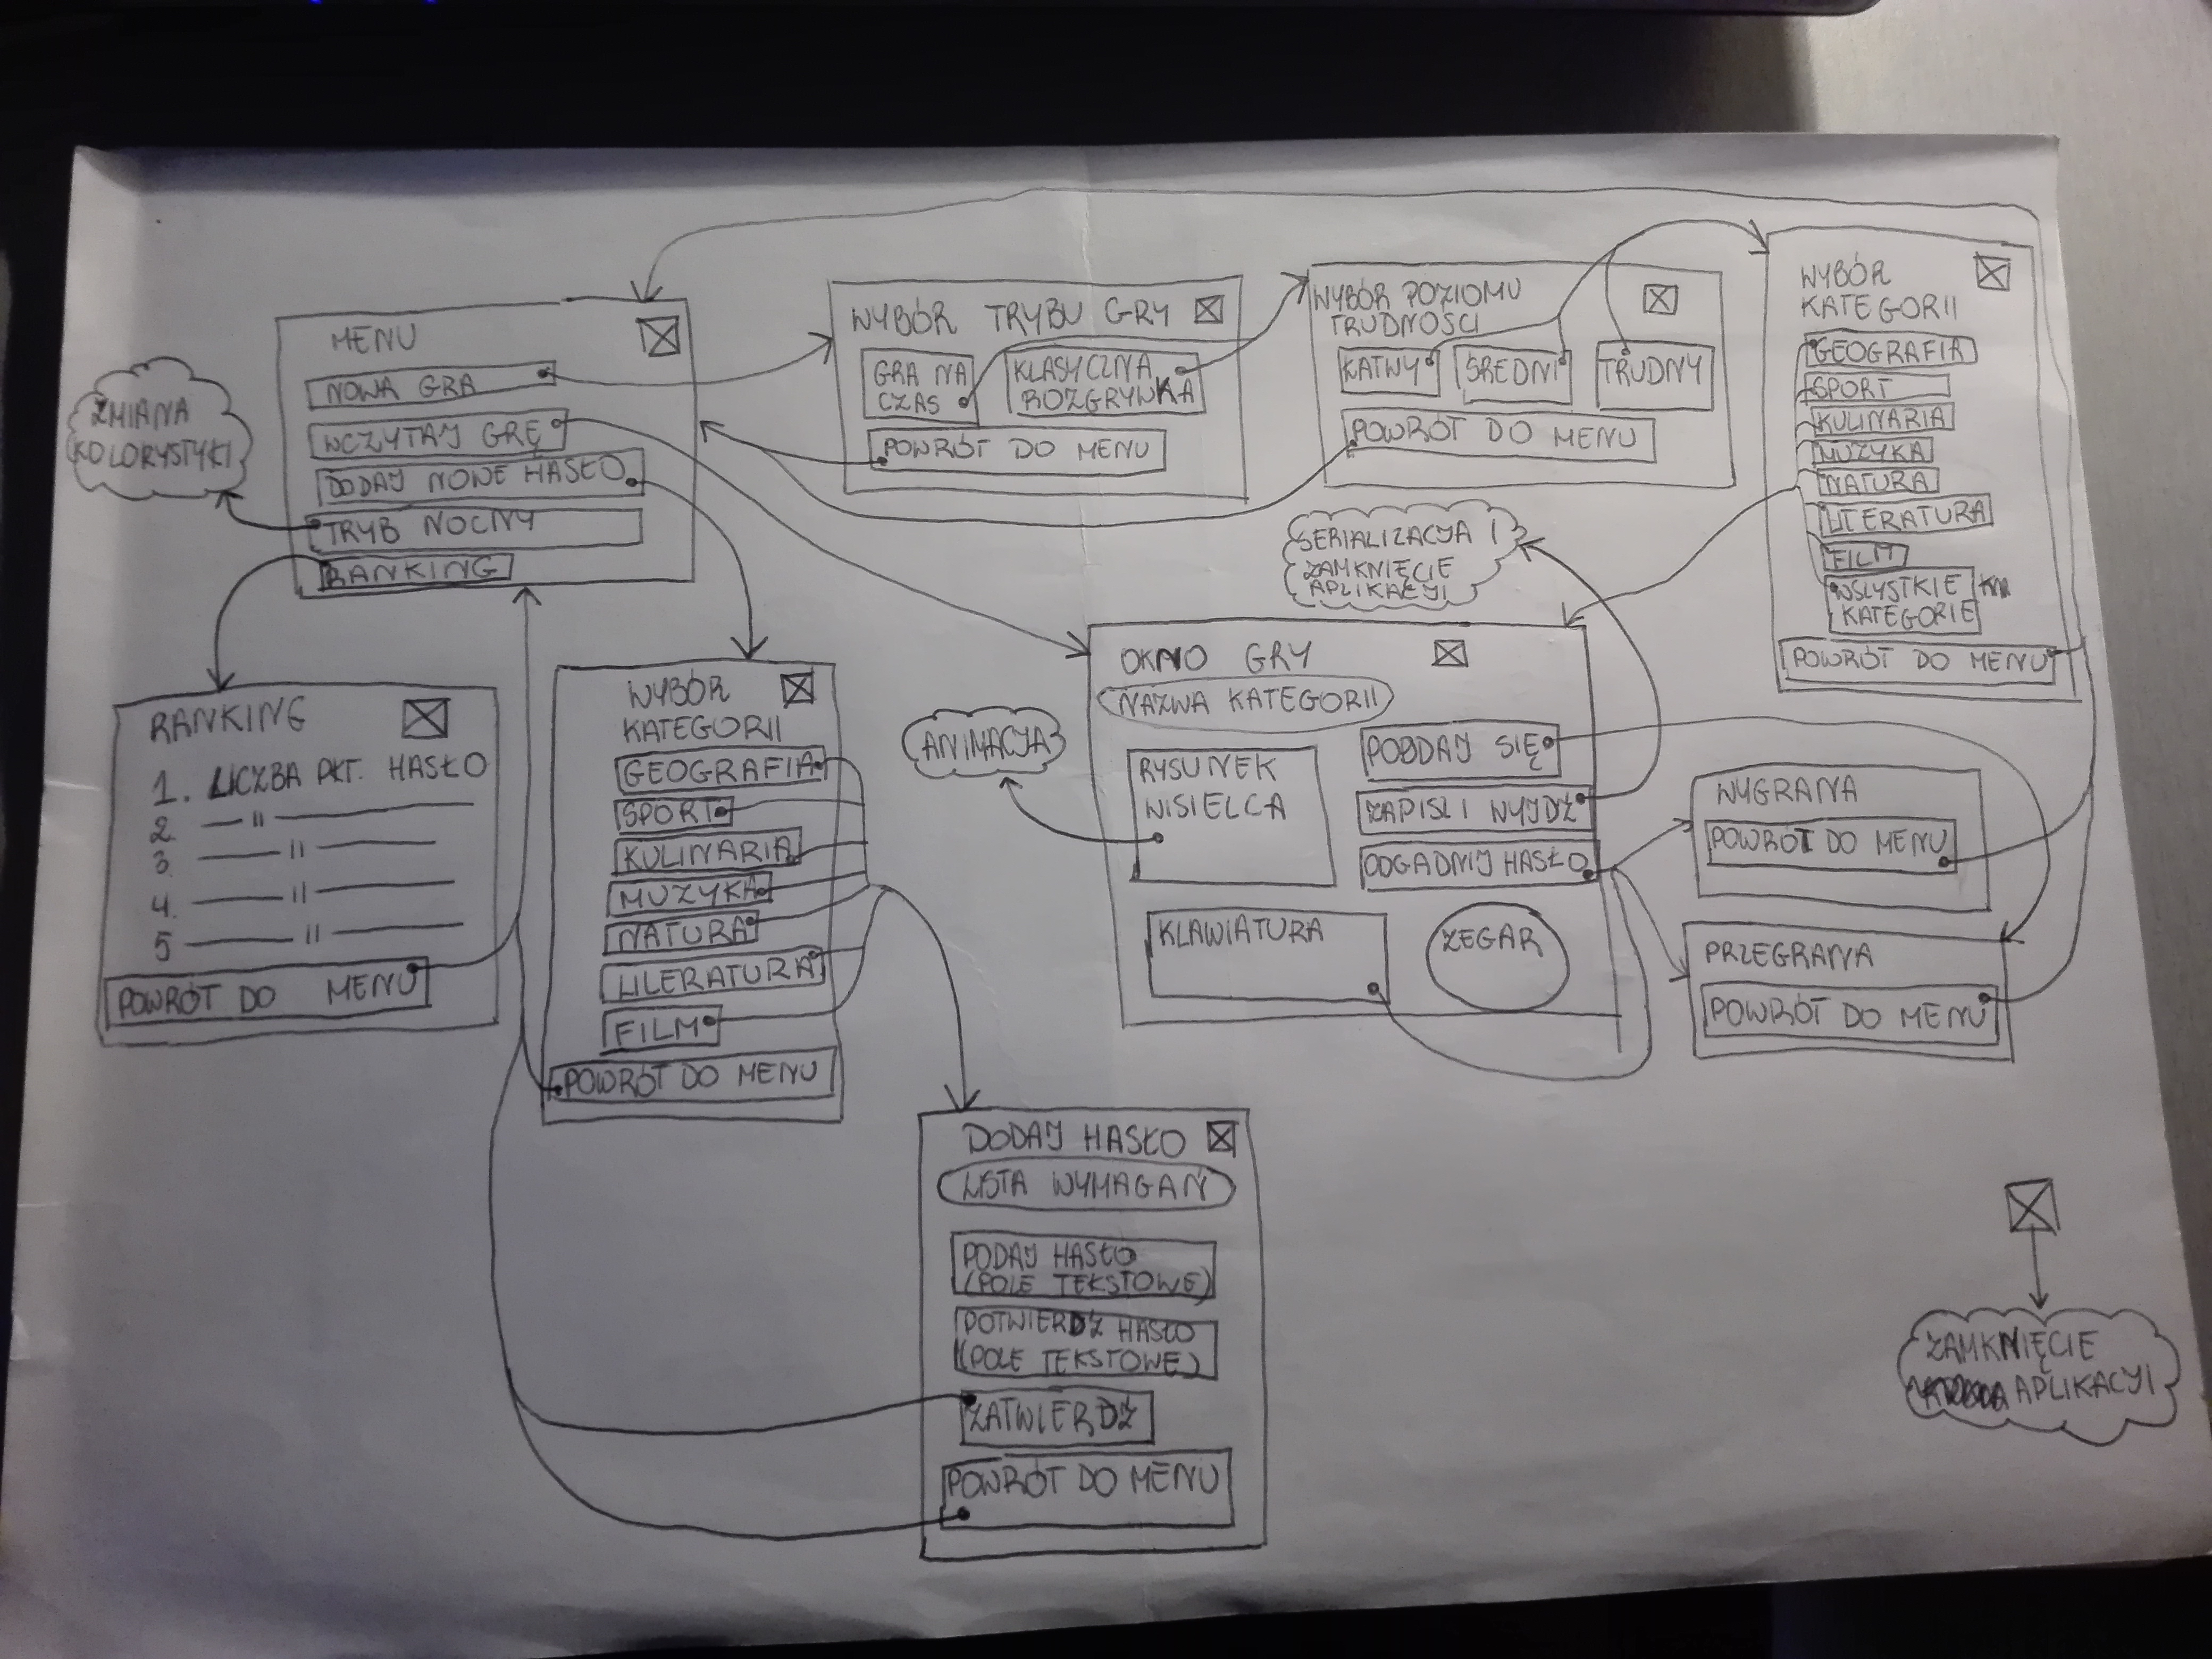 MENU
NOWA GRA
WCZYTAJ GRĘ
DODAJ NOWE HASŁO
TRYB NOCNY
RANKING
ZMIANA
KOLORYSTYKI
WYBÓR TRYBU GRY
GRA NA
CZAS
KLASYCZNA
ROZGRYWKA
POWRÓT DO MENU
WYBÓR POZIOMU
TRUDNOŚCI
ŁATWY
ŚREDNI
TRUDNY
POWRÓT DO MENU
WYBÓR
KATEGORII
GEOGRAFIA
SPORT
KULINARIA
MUZYKA
NATURA
LITERATURA
FILM
WSZYSTKIE
KATEGORIE
POWRÓT DO MENU
SERIALIZACJA I
ZAMKNIĘCIE
APLIKACJI
RANKING
1. LICZBA PKT. HASŁO
2. — 〃 —
3. — 〃 —
4. — 〃 —
5 — 〃 —
POWRÓT DO MENU
WYBÓR
KATEGORII
GEOGRAFIA
SPORT
KULINARIA
MUZYKA
NATURA
LITERATURA
FILM
POWRÓT DO MENU
ANIMACJA
OKNO GRY
NAZWA KATEGORII
RYSUNEK
WISIELCA
PODDAJ SIĘ
ZAPISZ I WYJDŹ
ODGADNIJ HASŁO
KLAWIATURA
ZEGAR
WYGRANA
POWRÓT DO MENU
PRZEGRANA
POWRÓT DO MENU
DODAJ HASŁO
LISTA WYMAGAŃ
PODAJ HASŁO
(POLE TEKSTOWE)
POTWIERDŹ HASŁO
(POLE TEKSTOWE)
ZATWIERDŹ
POWRÓT DO MENU
ZAMKNIĘCIE
APLIKACJI